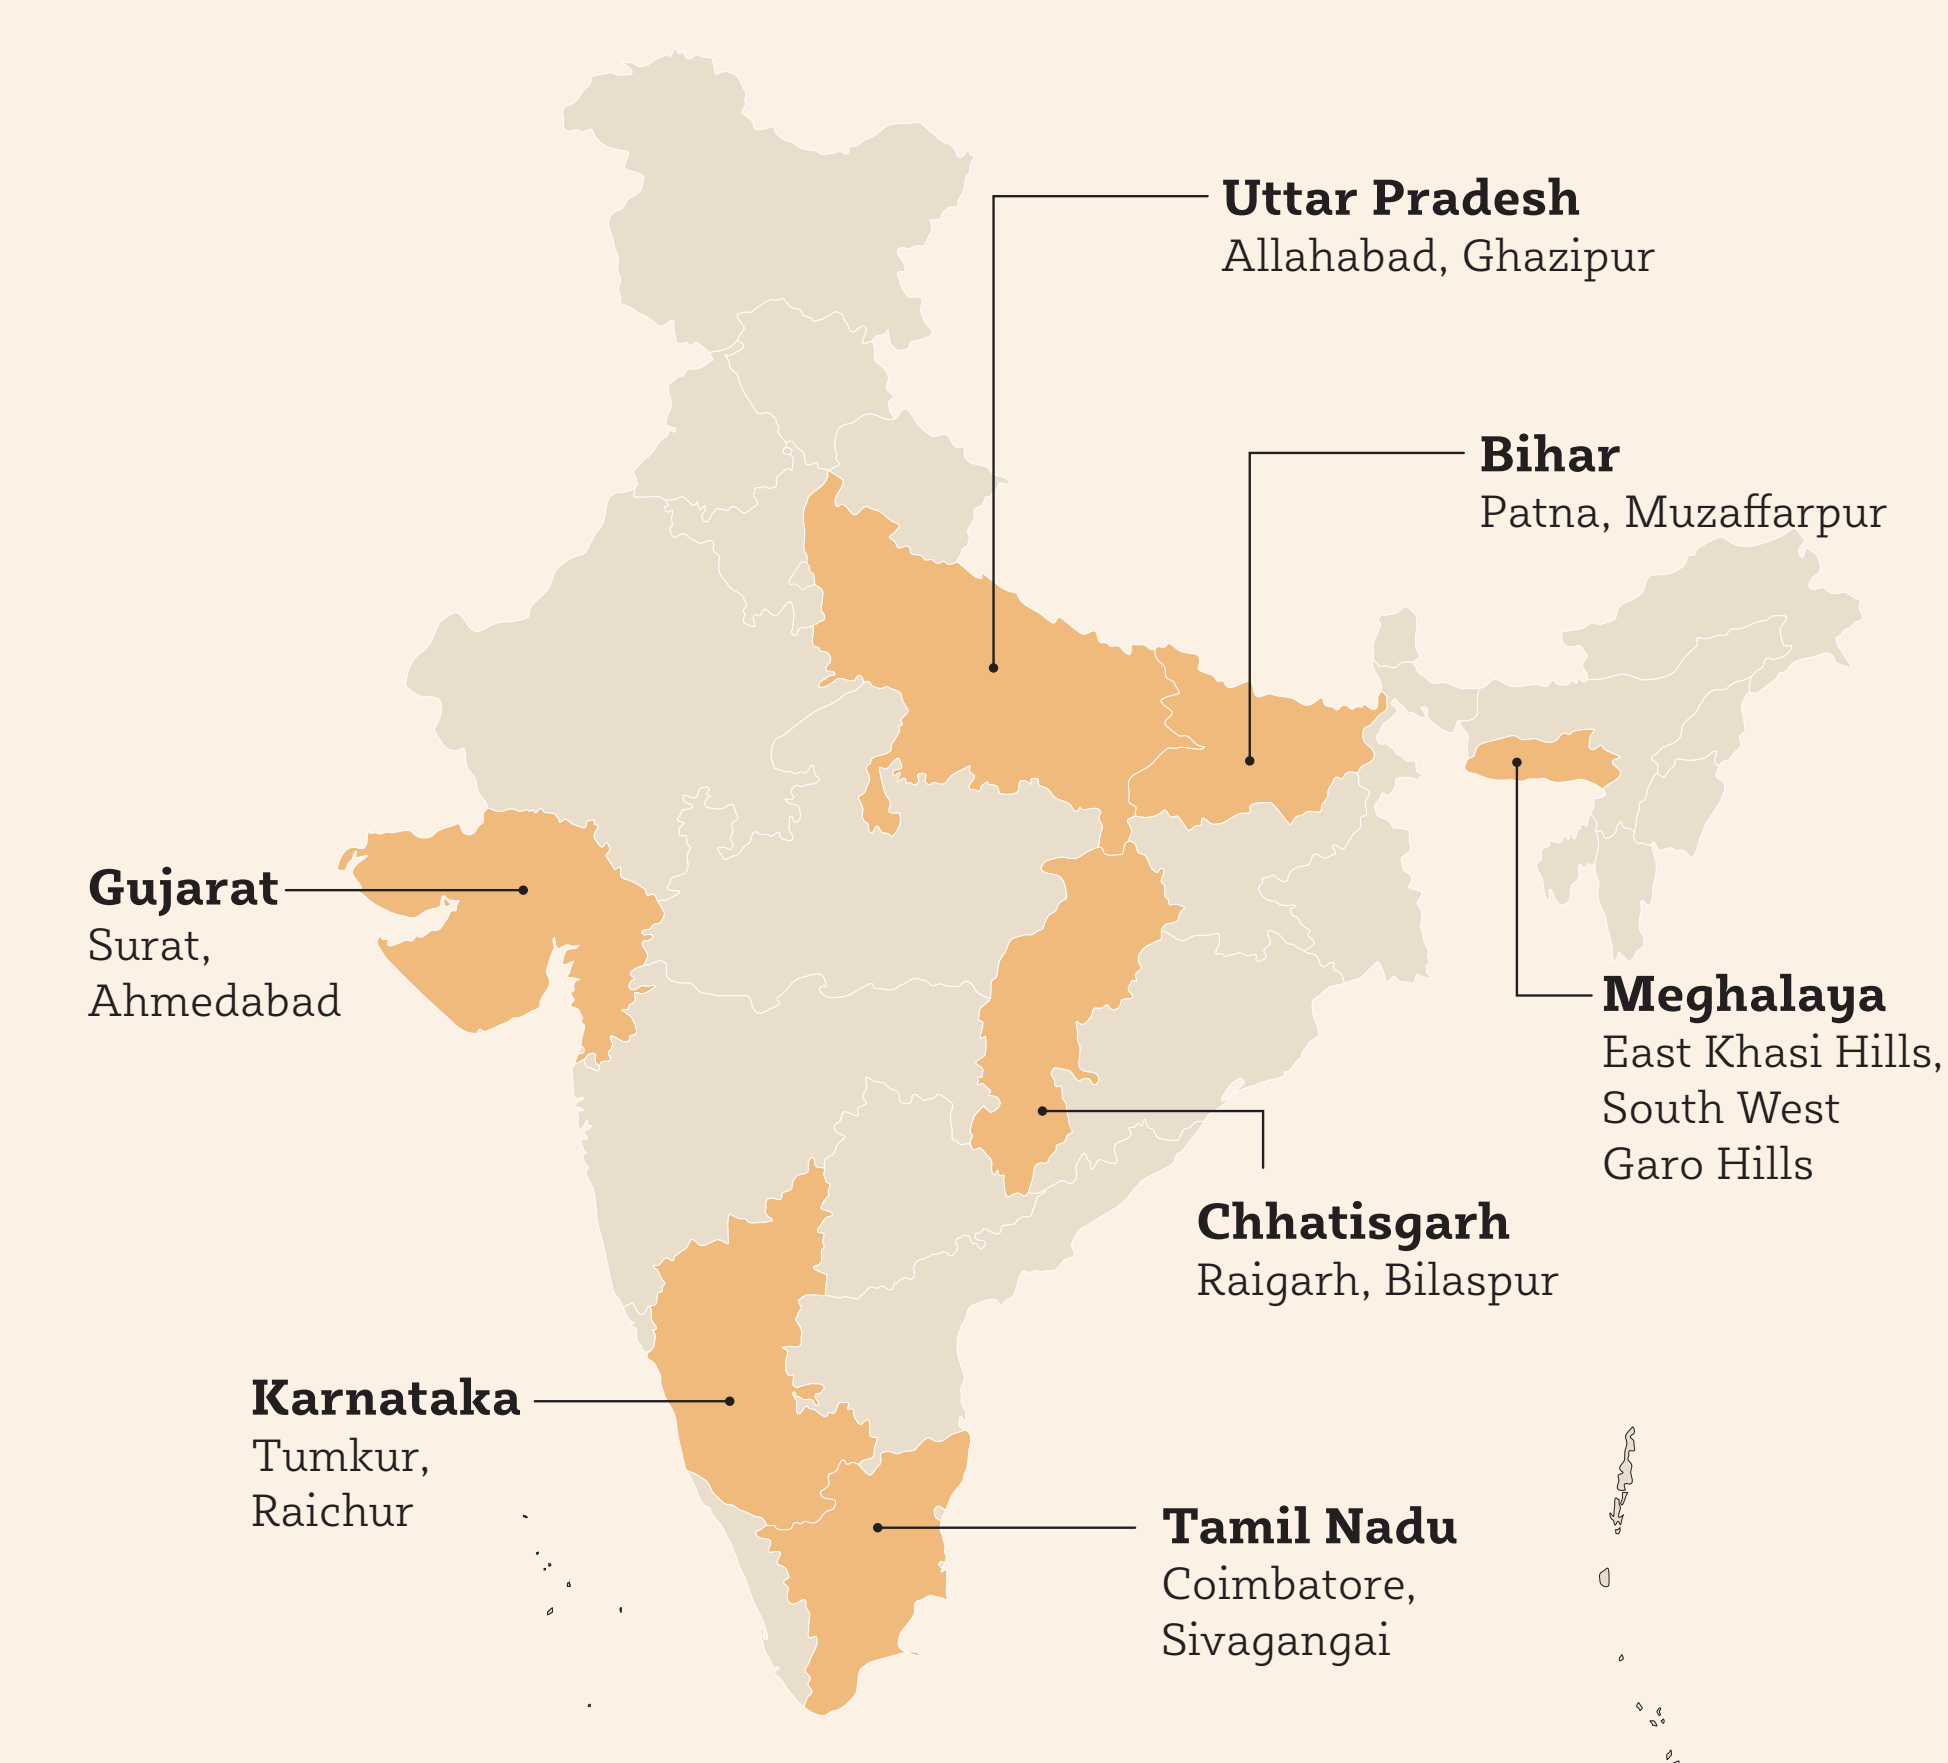 Uttar Pradesh
Allahabad, Ghazipur
Bihar
Patna, Muzaffarpur
Gujarat
Surat,
Ahmedabad
Meghalaya
East Khasi Hills,
South West
Garo Hills
Chhatisgarh
Raigarh, Bilaspur
Karnataka
Tumkur,
Raichur
Tamil Nadu
Coimbatore,
Sivagangai